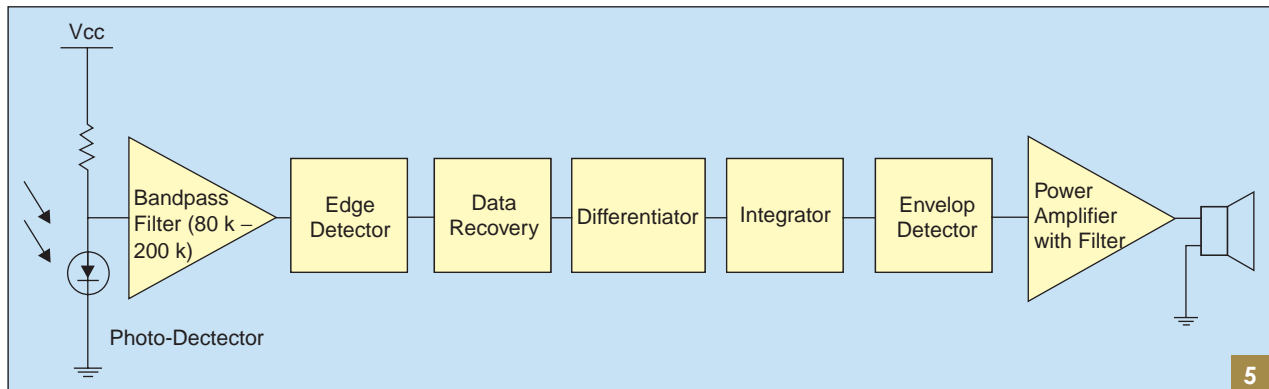 Vcc
Bandpass
Filter (80 k –
200 k)
Edge
Detector
Data
Recovery
Differentiator
Integrator
Envelop
Detector
Power
Amplifier
with Filter
Photo-Dectector
5